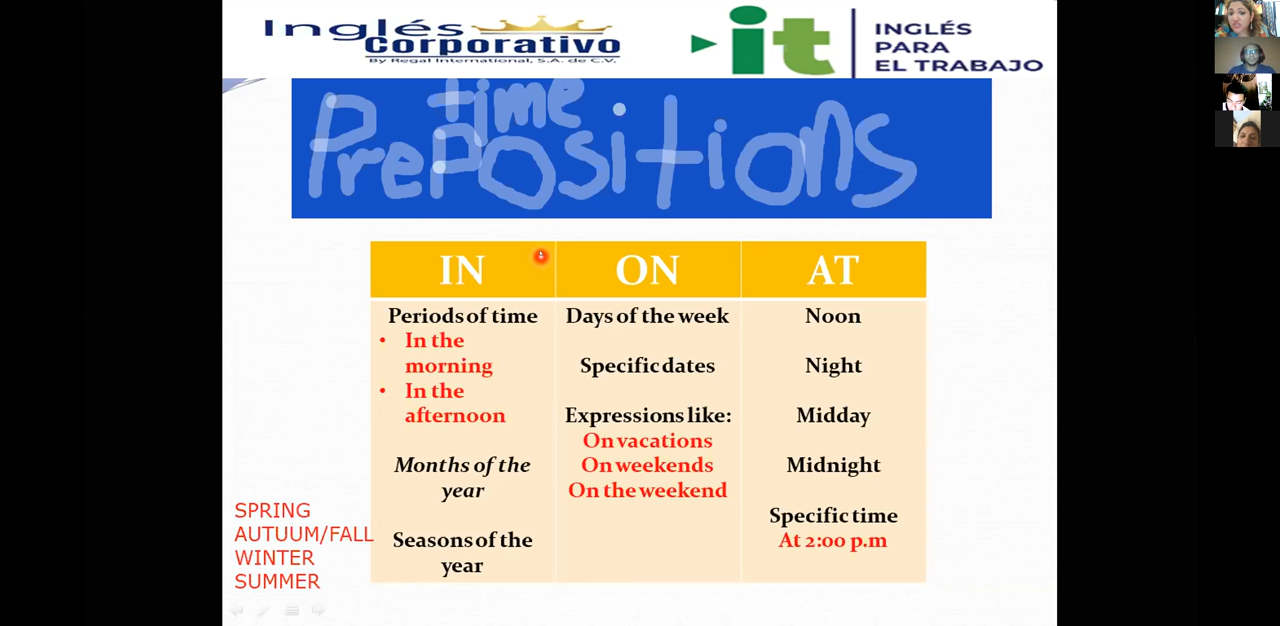 Inglés
Corporativo
By Regal International, S.A. de C.V.
it
INGLÉS
PARA
EL TRABAJO
time
Prepositions
IN
ON
AT
Periods of time
• In the
morning
• In the
afternoon
Months of the
year
Seasons of the
year
Days of the week
Specific dates
Expressions like:
On vacations
On weekends
On the weekend
Noon
Night
Midday
Midnight
Specific time
At 2:00 p.m
SPRING
AUTUUM/FALL
WINTER
SUMMER